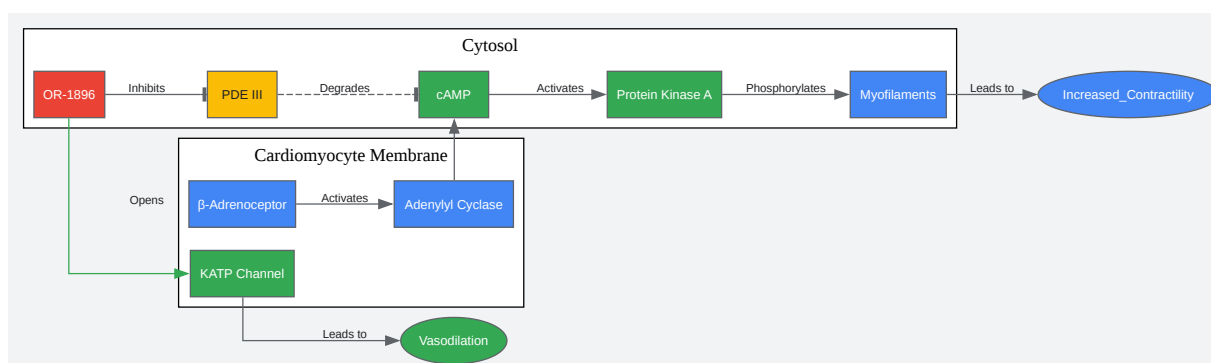 Cytosol
OR-1896
Inhibits
PDE III
Degrades
cAMP
Activates
Protein Kinase A
Phosphorylates
Myofilaments
Leads to
Increased_Contractility
Cardiomyocyte Membrane
Opens
β-Adrenoceptor
Activates
Adenylyl Cyclase
KATP Channel
Leads to
Vasodilation